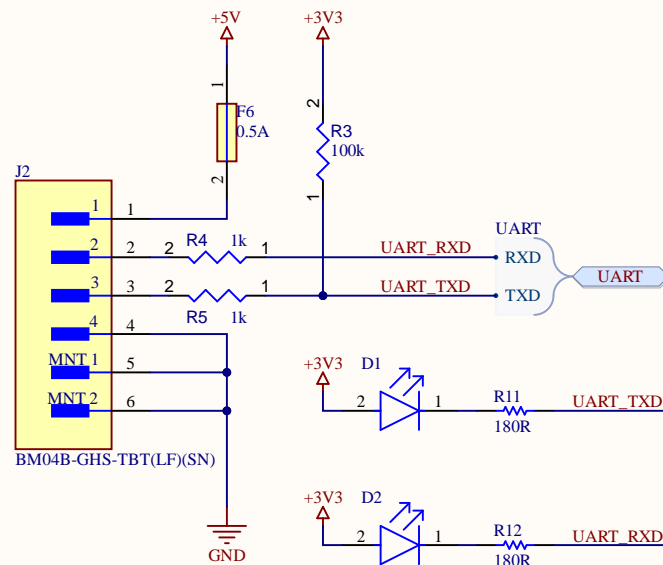 +5V
+3V3
1
F6
0.5A
2
2
R3
100k
1
J2
1
1
2
2
2
R4
1k
1
UART_RXD
UART
RXD
3
3
2
R5
1k
1
UART_TXD
TXD
UART
4
4
MNT 1
5
MNT 2
6
BM04B-GHS-TBT(LF)(SN)
GND
+3V3
D1
2
1
R11
180R
UART_TXD
+3V3
D2
2
1
R12
180R
UART_RXD